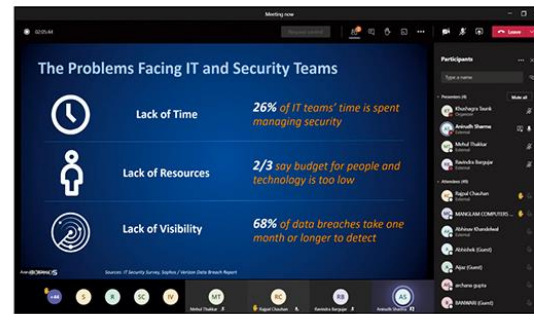 Meeting now
02:05:44
Request control
Leave
The Problems Facing IT and Security Teams
Lack of Time
26% of IT teams' time is spent
managing security
Lack of Resources
2/3 say budget for people and
technology is too low
Lack of Visibility
68% of data breaches take one
month or longer to detect
Sources: IT Security Survey, Sophos / Verizon Data Breach Report
+44
S
R
SC
IV
MT
RC
RB
AS
Mehul Thakkar
Rajpal Chauhan
Ravindra Bargujar
Anirudh Sharma
Participants
Type a name
Presenters (4)
Mute all
Khushagra Taunk
Organizer
Anirudh Sharma
External
Mehul Thakkar
External
Ravindra Bargujar
External
Attendees (49)
Rajpal Chauhan
External
MANGLAM COMPUTERS...
Abhinav Khandelwal
External
Abhishek (Guest)
Ajaz (Guest)
archana gupta
BANWARI (Guest)